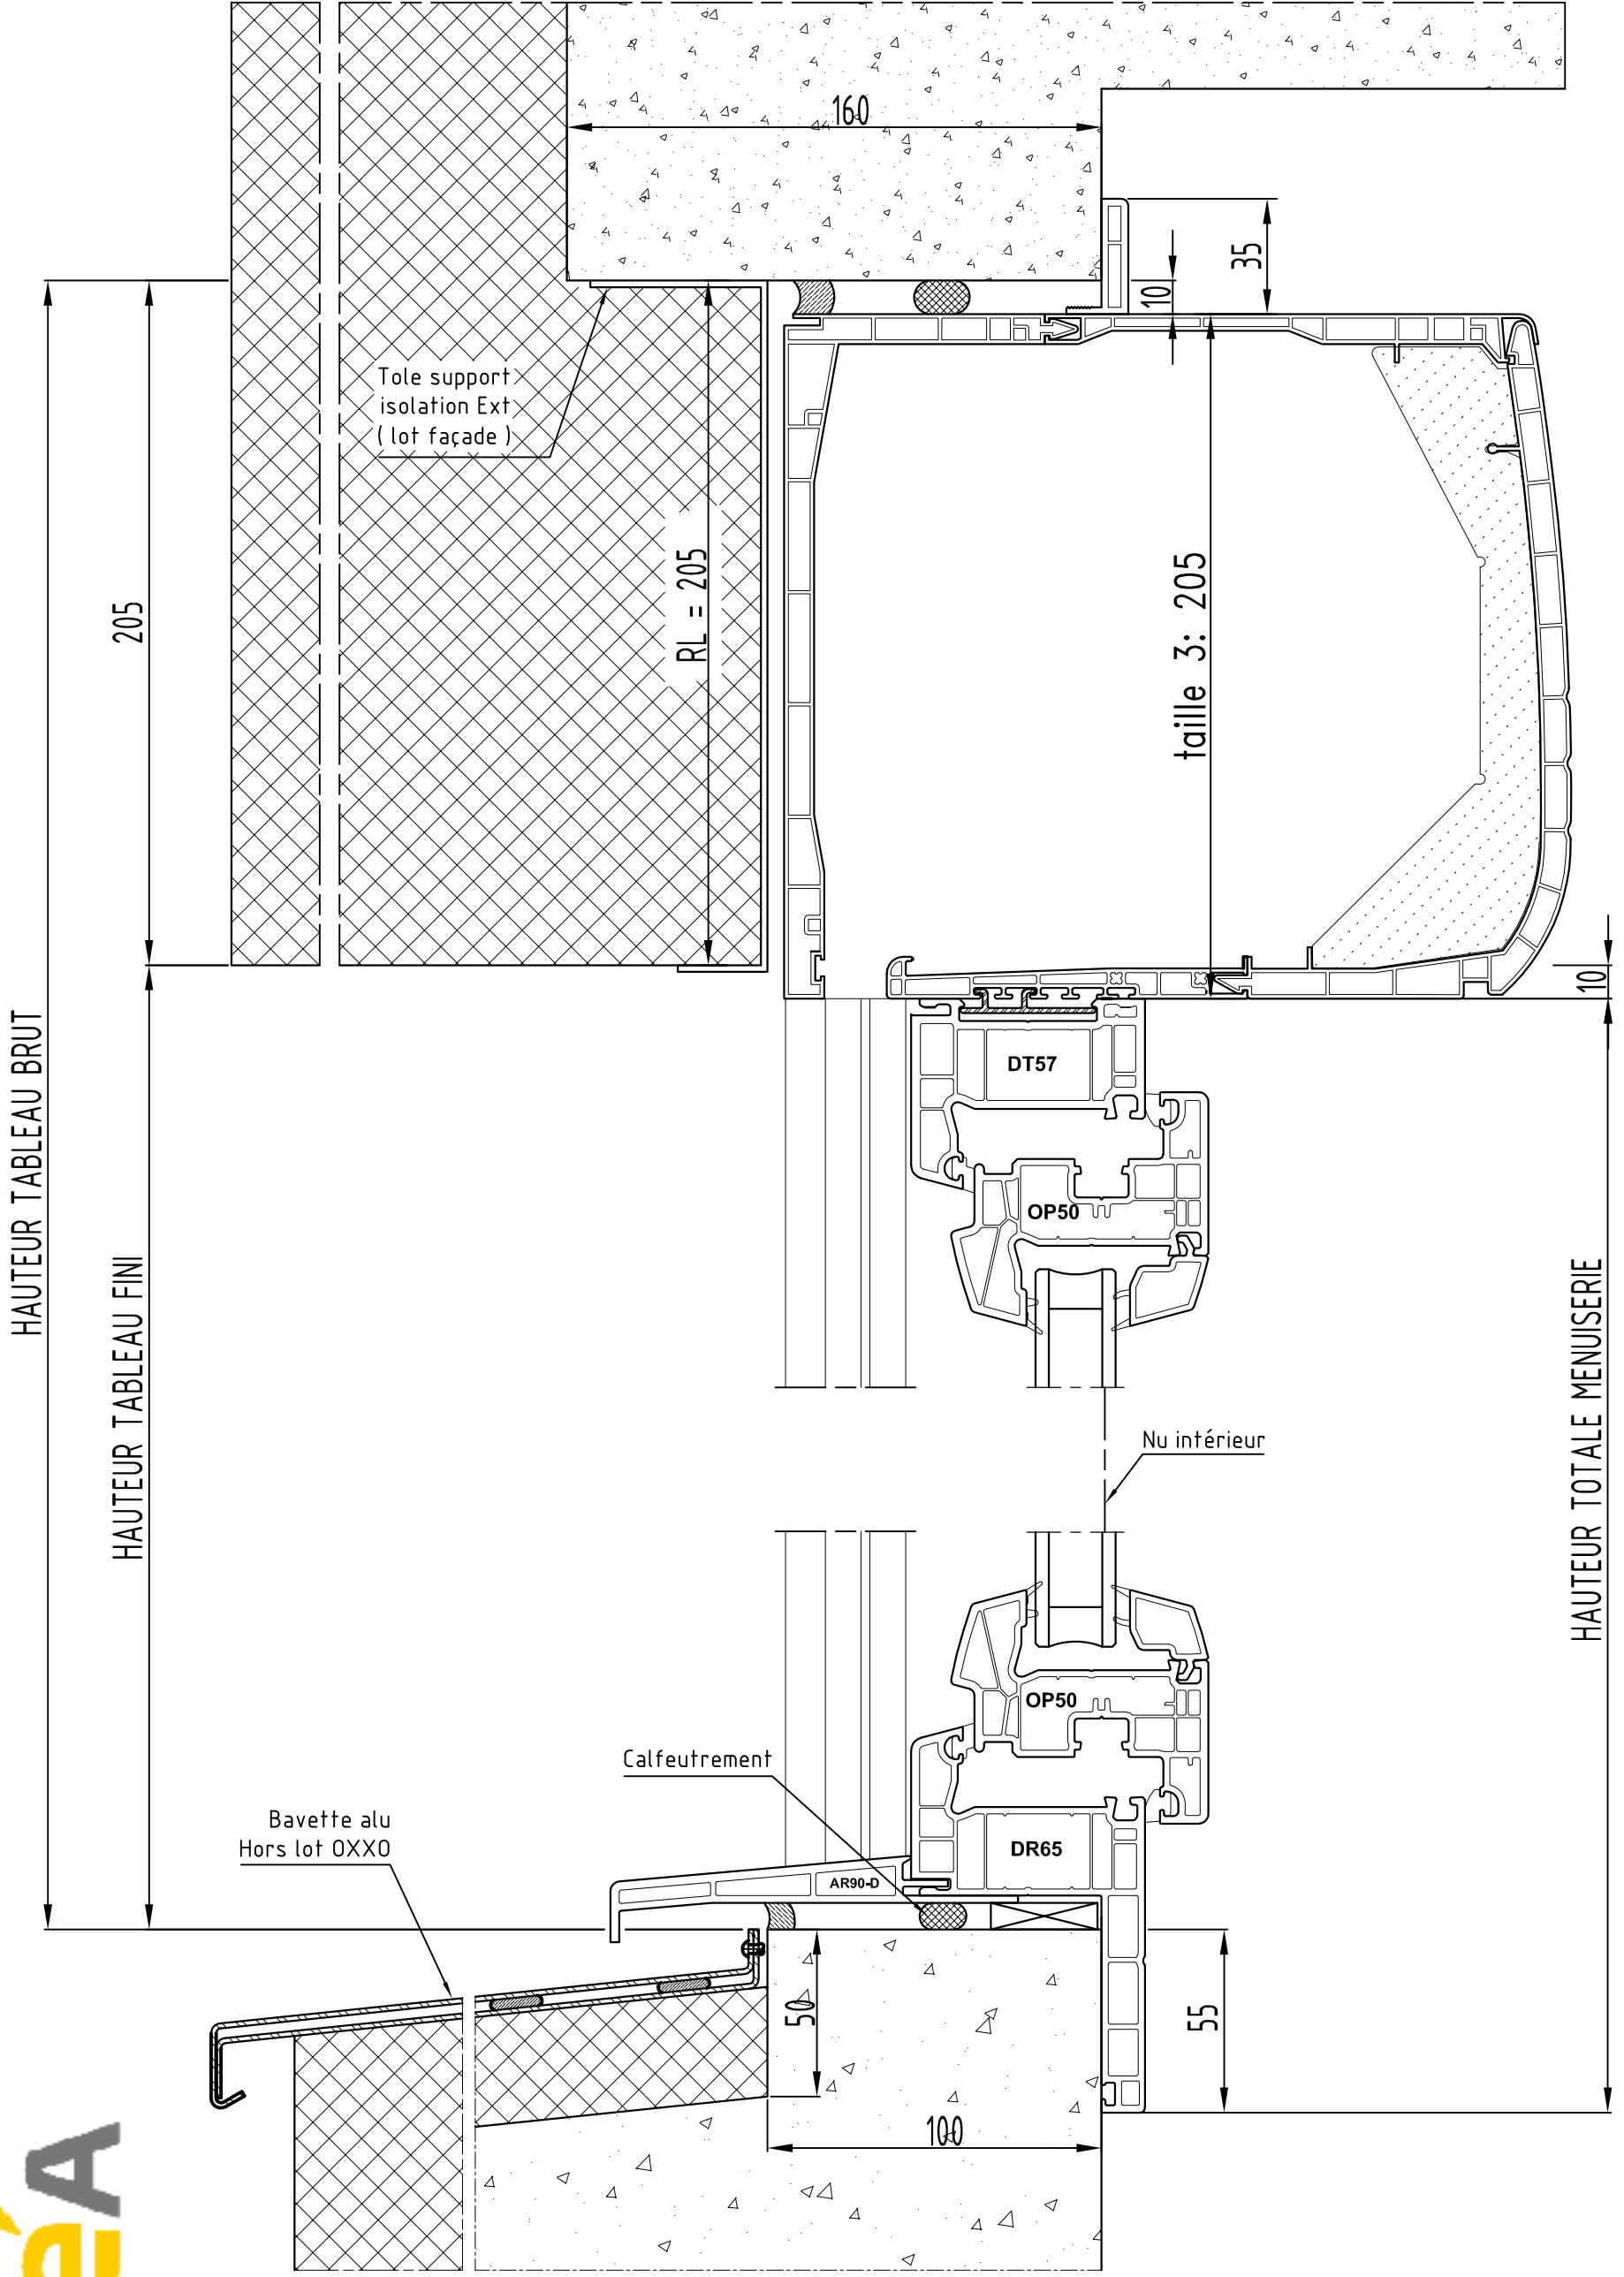 160
35
10
Tole support
isolation Ext
( lot façade )
205
RL = 205
taille 3: 205
10
HAUTEUR TABLEAU BRUT
HAUTEUR TABLEAU FINI
HAUTEUR TOTALE MENUISERIE
DT57
OP50
Nu intérieur
OP50
Calfeutrement
Bavette alu
Hors lot OXXO
DR65
AR90-D
50
55
100
éA